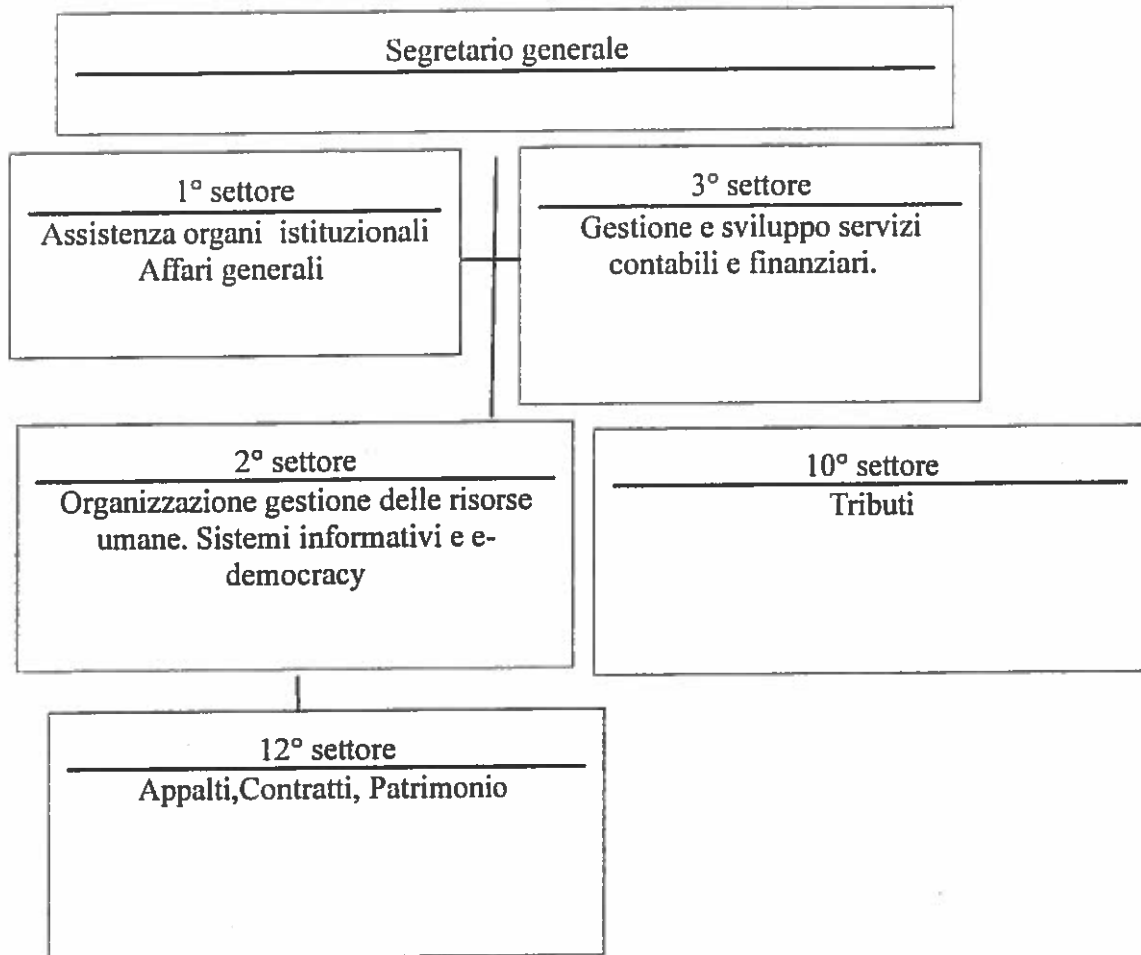 Segretario generale
1° settore
Assistenza organi istituzionali
Affari generali
3° settore
Gestione e sviluppo servizi
contabili e finanziari.
2° settore
Organizzazione gestione delle risorse
umane. Sistemi informativi e e-
democracy
10° settore
Tributi
12° settore
Appalti,Contratti, Patrimonio